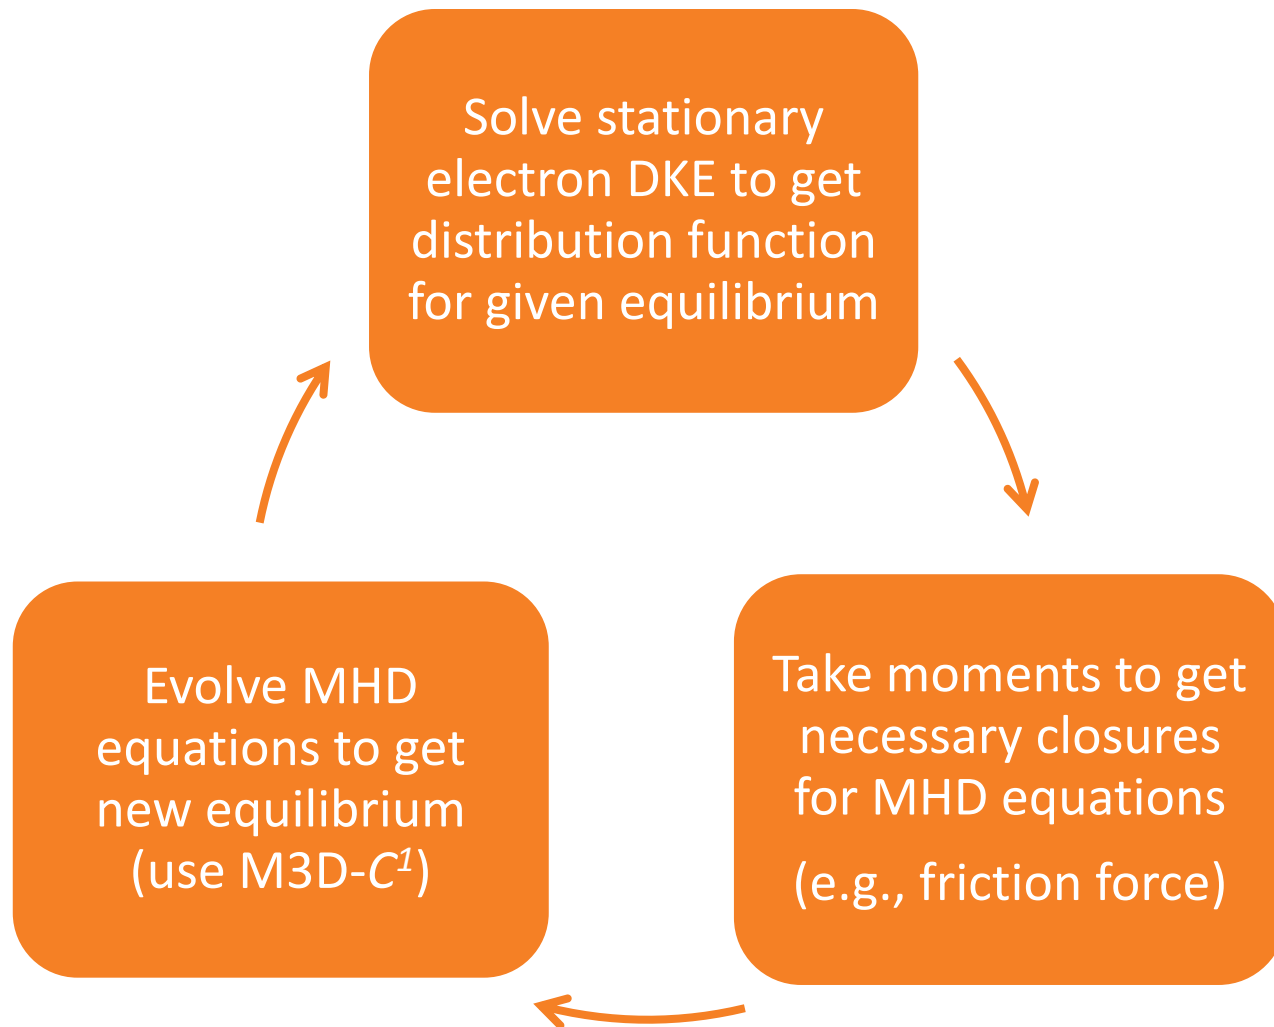 Solve stationary
electron DKE to get
distribution function
for given equilibrium
Take moments to get
necessary closures
for MHD equations
(e.g., friction force)
Evolve MHD
equations to get
new equilibrium
(use M3D-C¹)